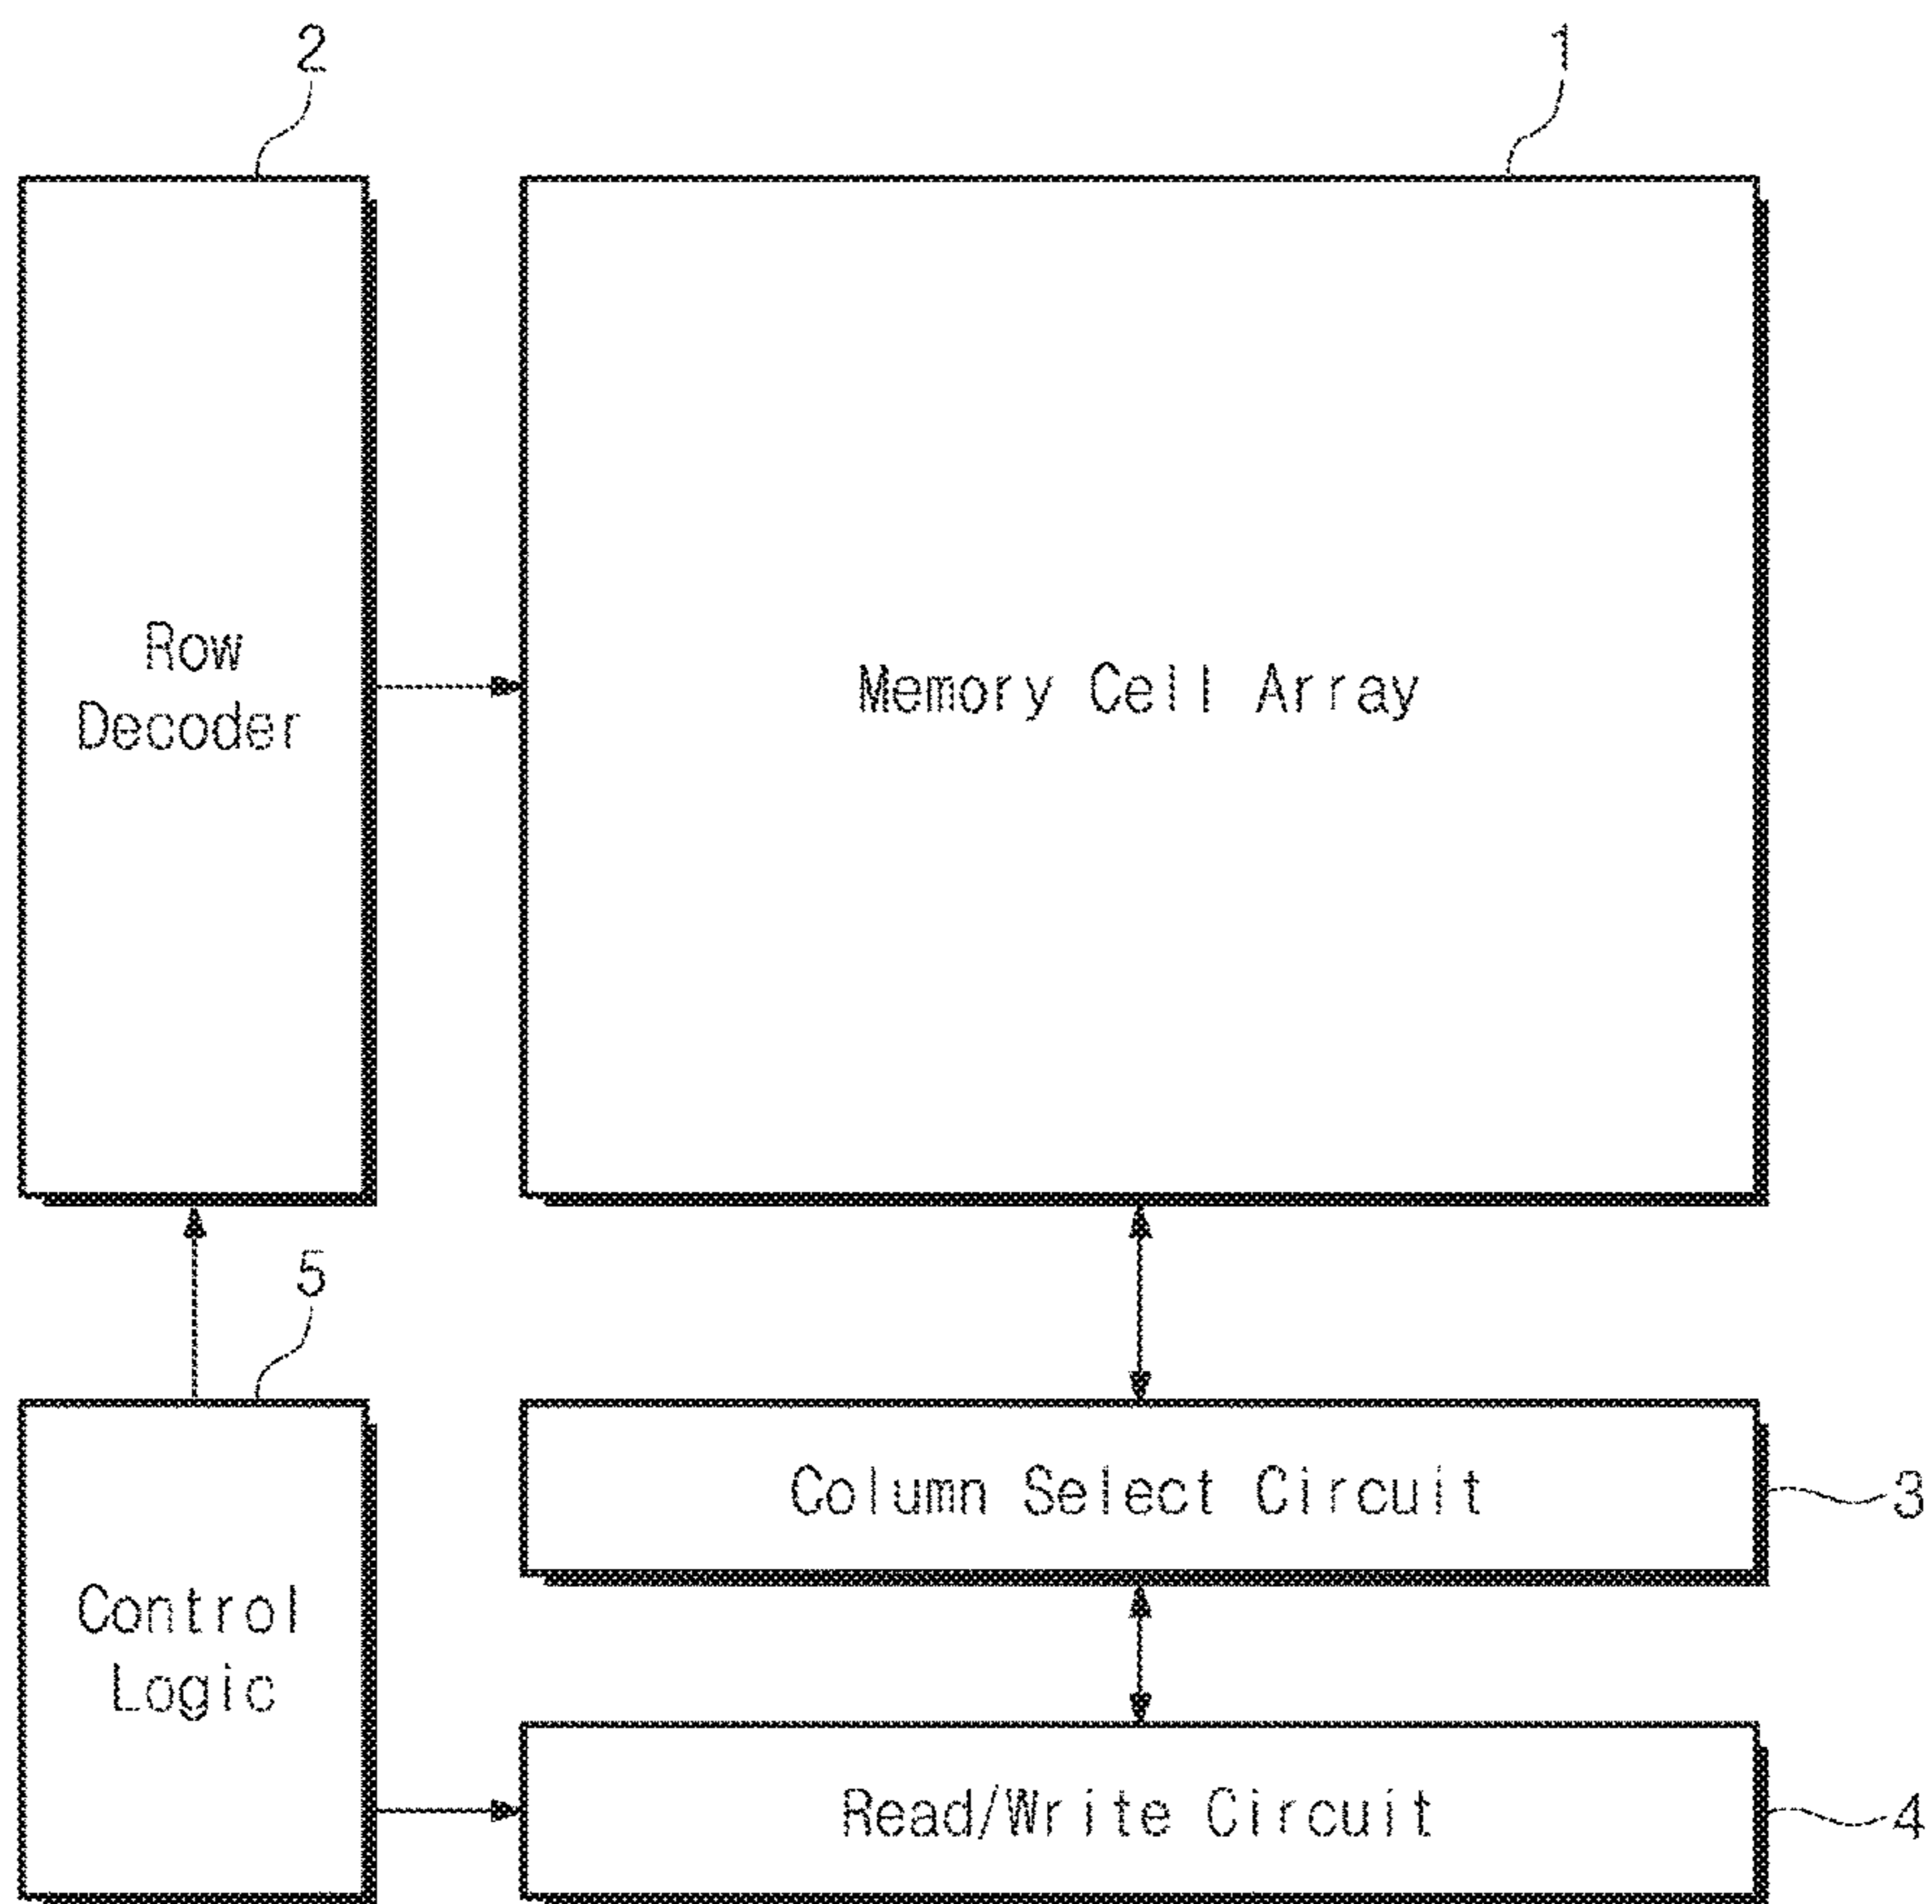 2
1
Row
Decoder
Memory Cell Array
5
Column Select Circuit
3
Control
Logic
Read/Write Circuit
4